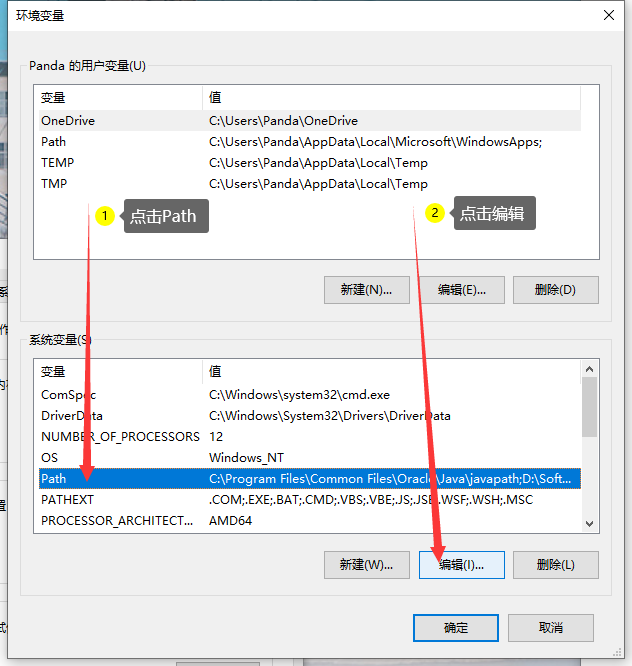 环境变量
Panda 的用户变量(U)
变量 值
OneDrive C:\Users\Panda\OneDrive
Path C:\Users\Panda\AppData\Local\Microsoft\WindowsApps;
TEMP C:\Users\Panda\AppData\Local\Temp
TMP C:\Users\Panda\AppData\Local\Temp
1 点击Path
2 点击编辑
新建(N)... 编辑(E)... 删除(D)
系统变量(S)
变量 值
ComSpec C:\Windows\system32\cmd.exe
DriverData C:\Windows\System32\Drivers\DriverData
NUMBER_OF_PROCESSORS 12
OS Windows_NT
Path C:\Program Files\Common Files\Oracle\Java\javapath;D:\Soft...
PATHEXT .COM;.EXE;.BAT;.CMD;.VBS;.VBE;.JS;.JSE;.WSF;.WSH;.MSC
PROCESSOR_ARCHITECT... AMD64
新建(W)... 编辑(I)... 删除(L)
确定 取消